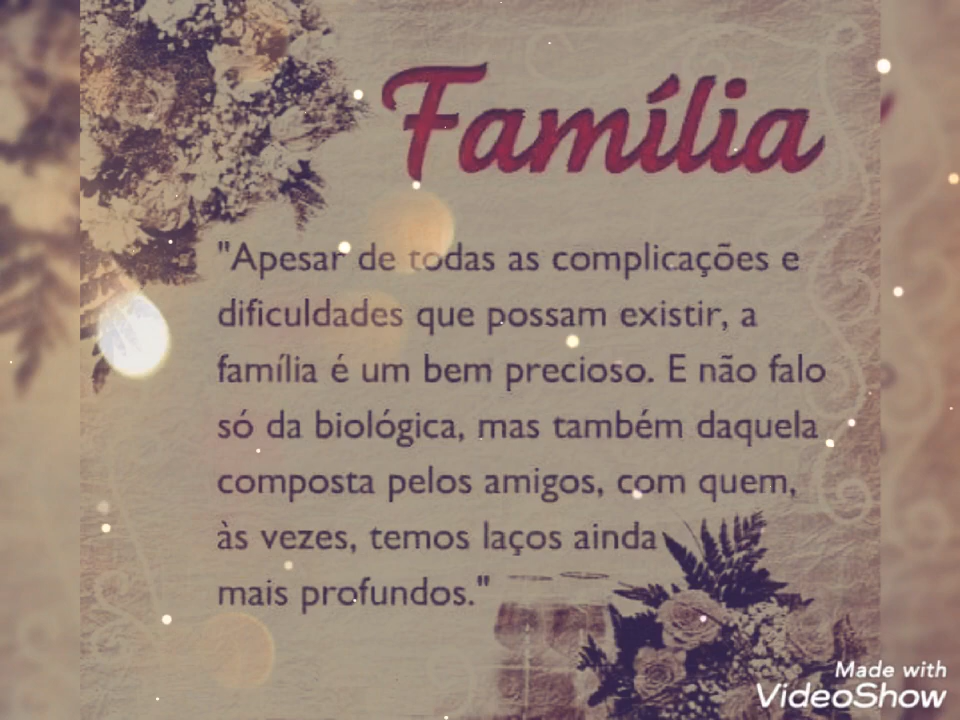 Família
"Apesar de todas as complicações e
dificuldades que possam existir, a
família é um bem precioso. E não falo
só da biológica, mas também daquela
composta pelos amigos, com quem,
às vezes, temos laços ainda
mais profundos."
Made with
VideoShow